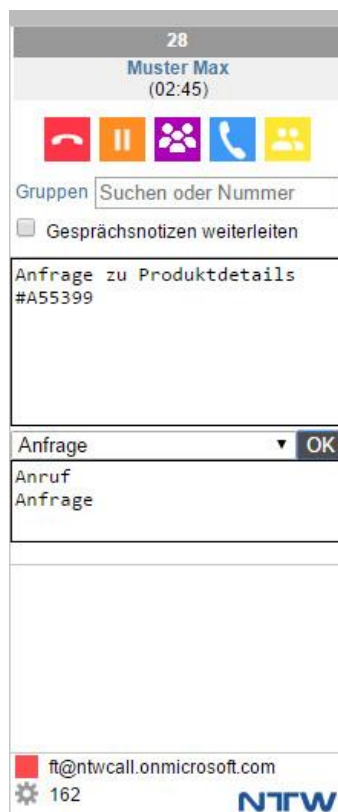 28
Muster Max
(02:45)
Gruppen Suchen oder Nummer
Gesprächsnotizen weiterleiten
Anfrage zu Produktdetails
#A55399
Anfrage OK
Anruf
Anfrage
ft@ntwcall.onmicrosoft.com
162
NTW